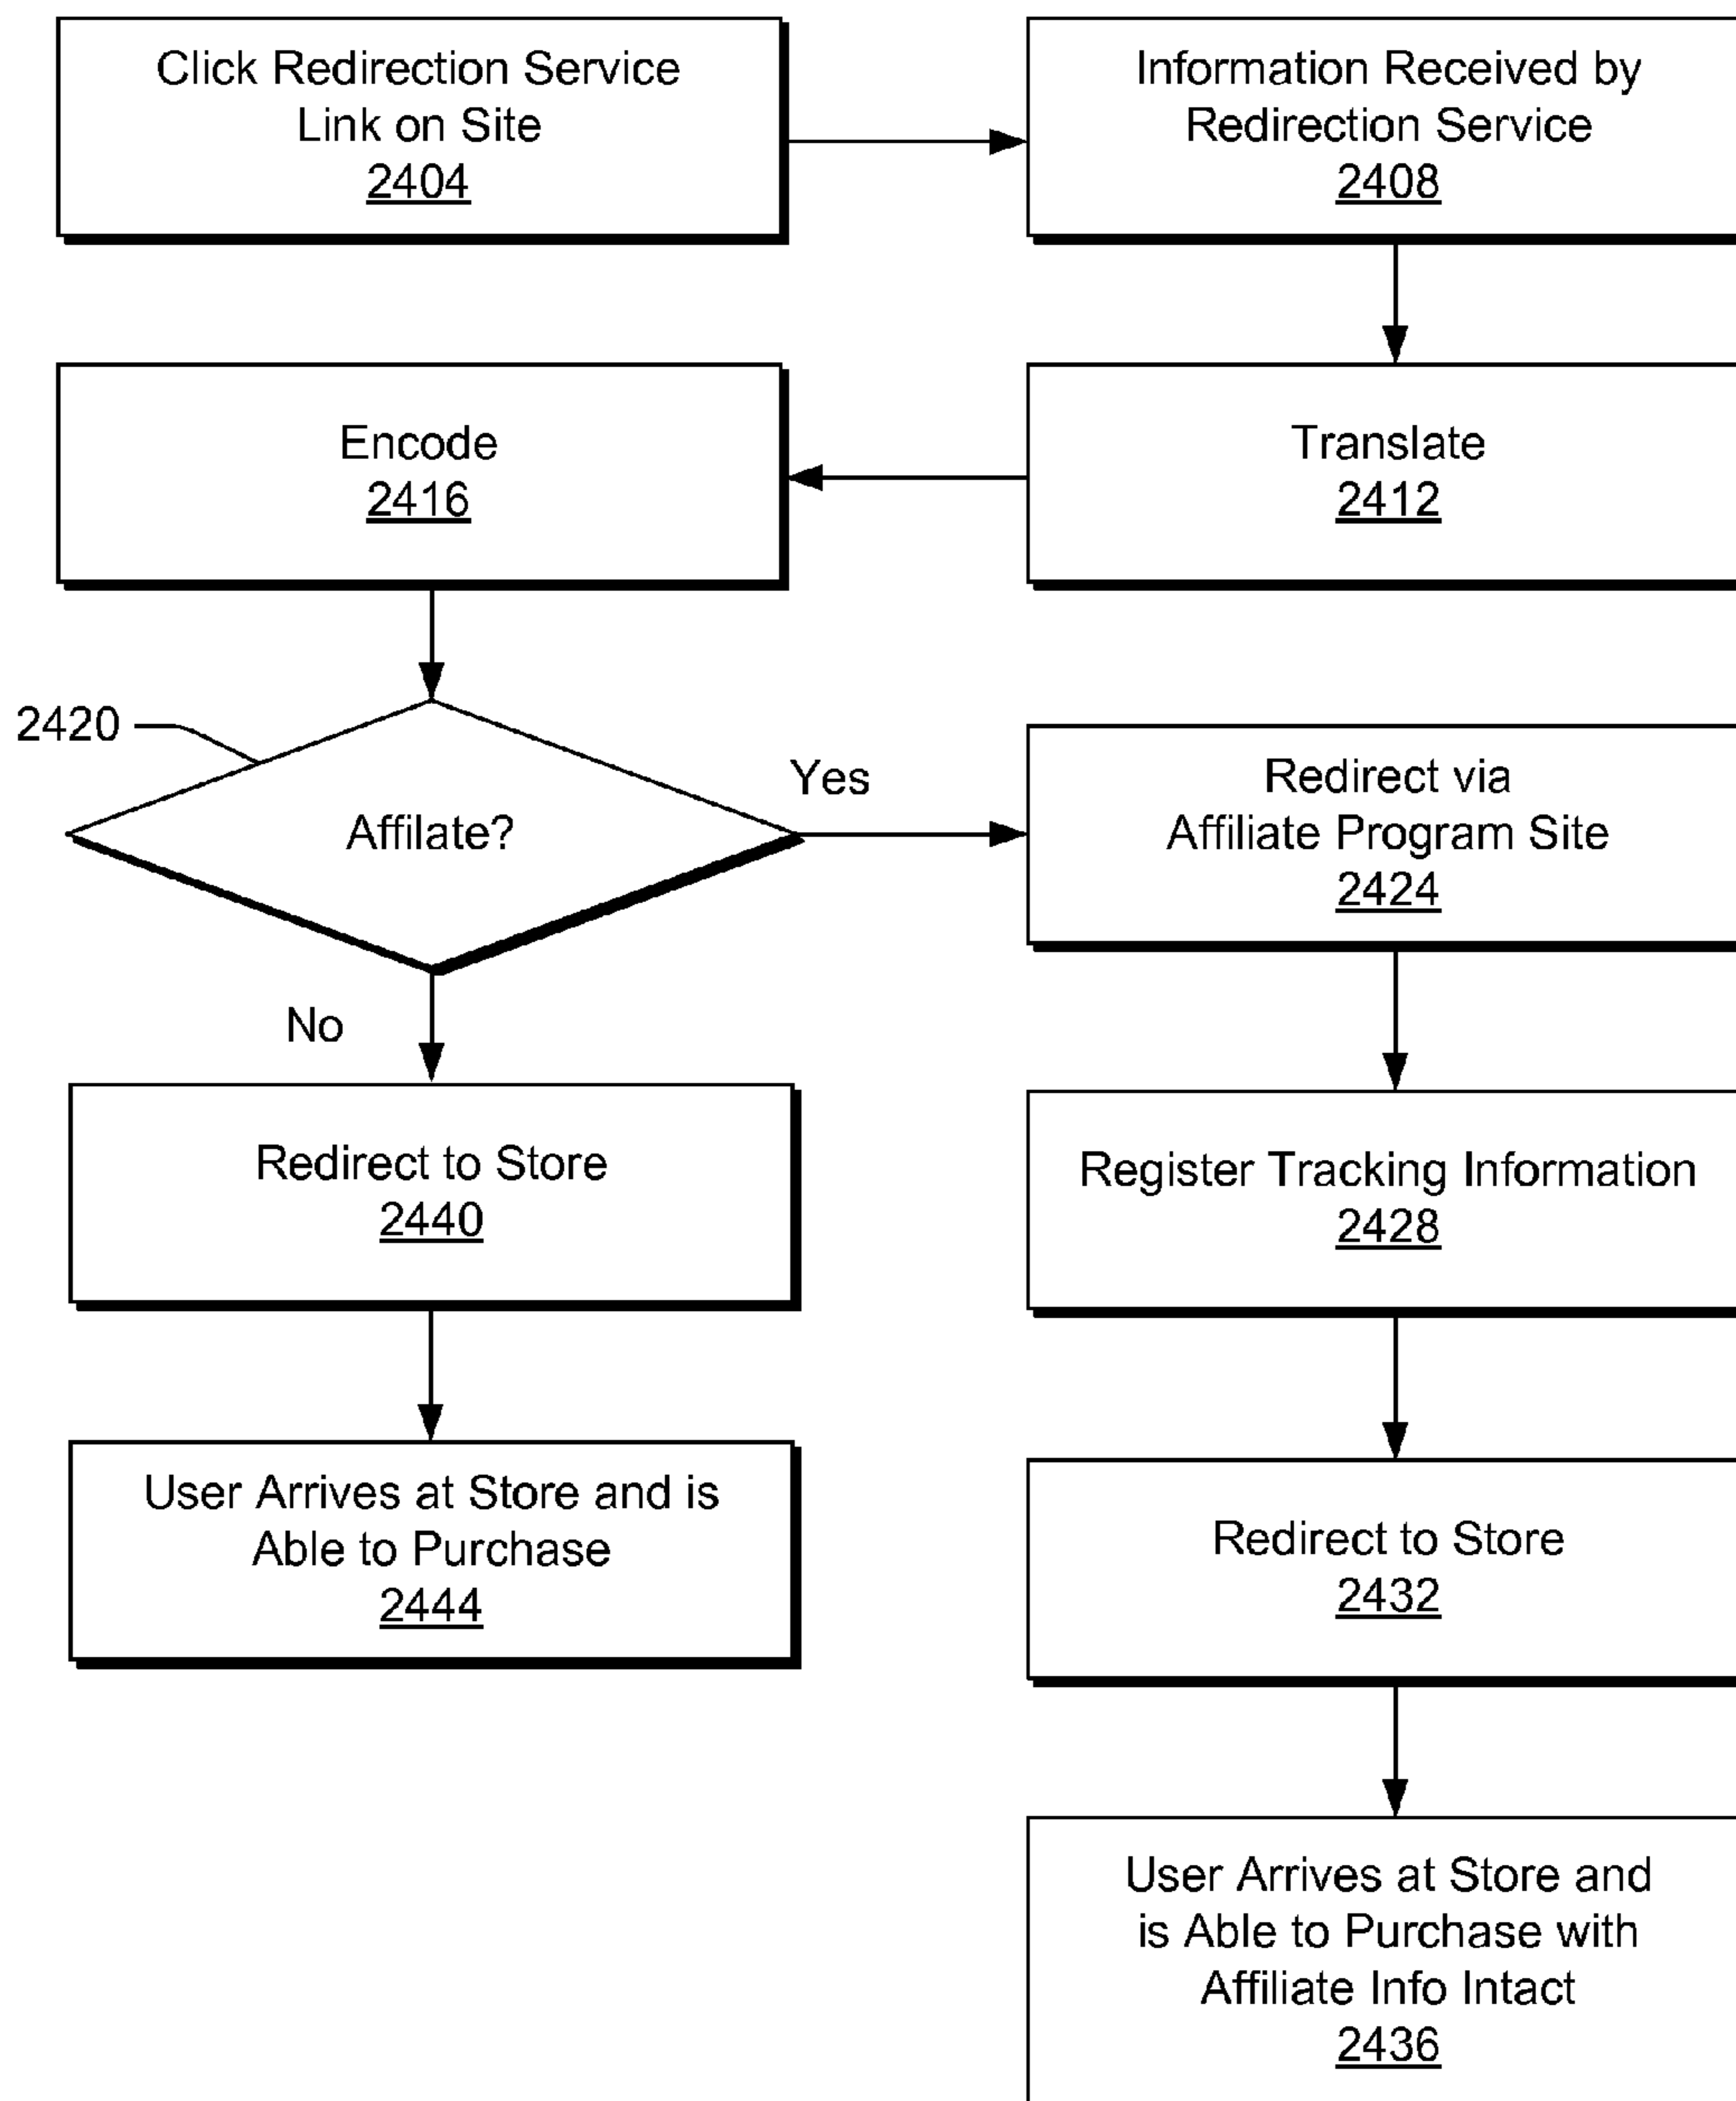 Click Redirection Service
Link on Site
2404
Information Received by
Redirection Service
2408
Translate
2412
Encode
2416
2420
Affilate?
Yes
No
Redirect via
Affiliate Program Site
2424
Register Tracking Information
2428
Redirect to Store
2432
User Arrives at Store and
is Able to Purchase with
Affiliate Info Intact
2436
Redirect to Store
2440
User Arrives at Store and is
Able to Purchase
2444